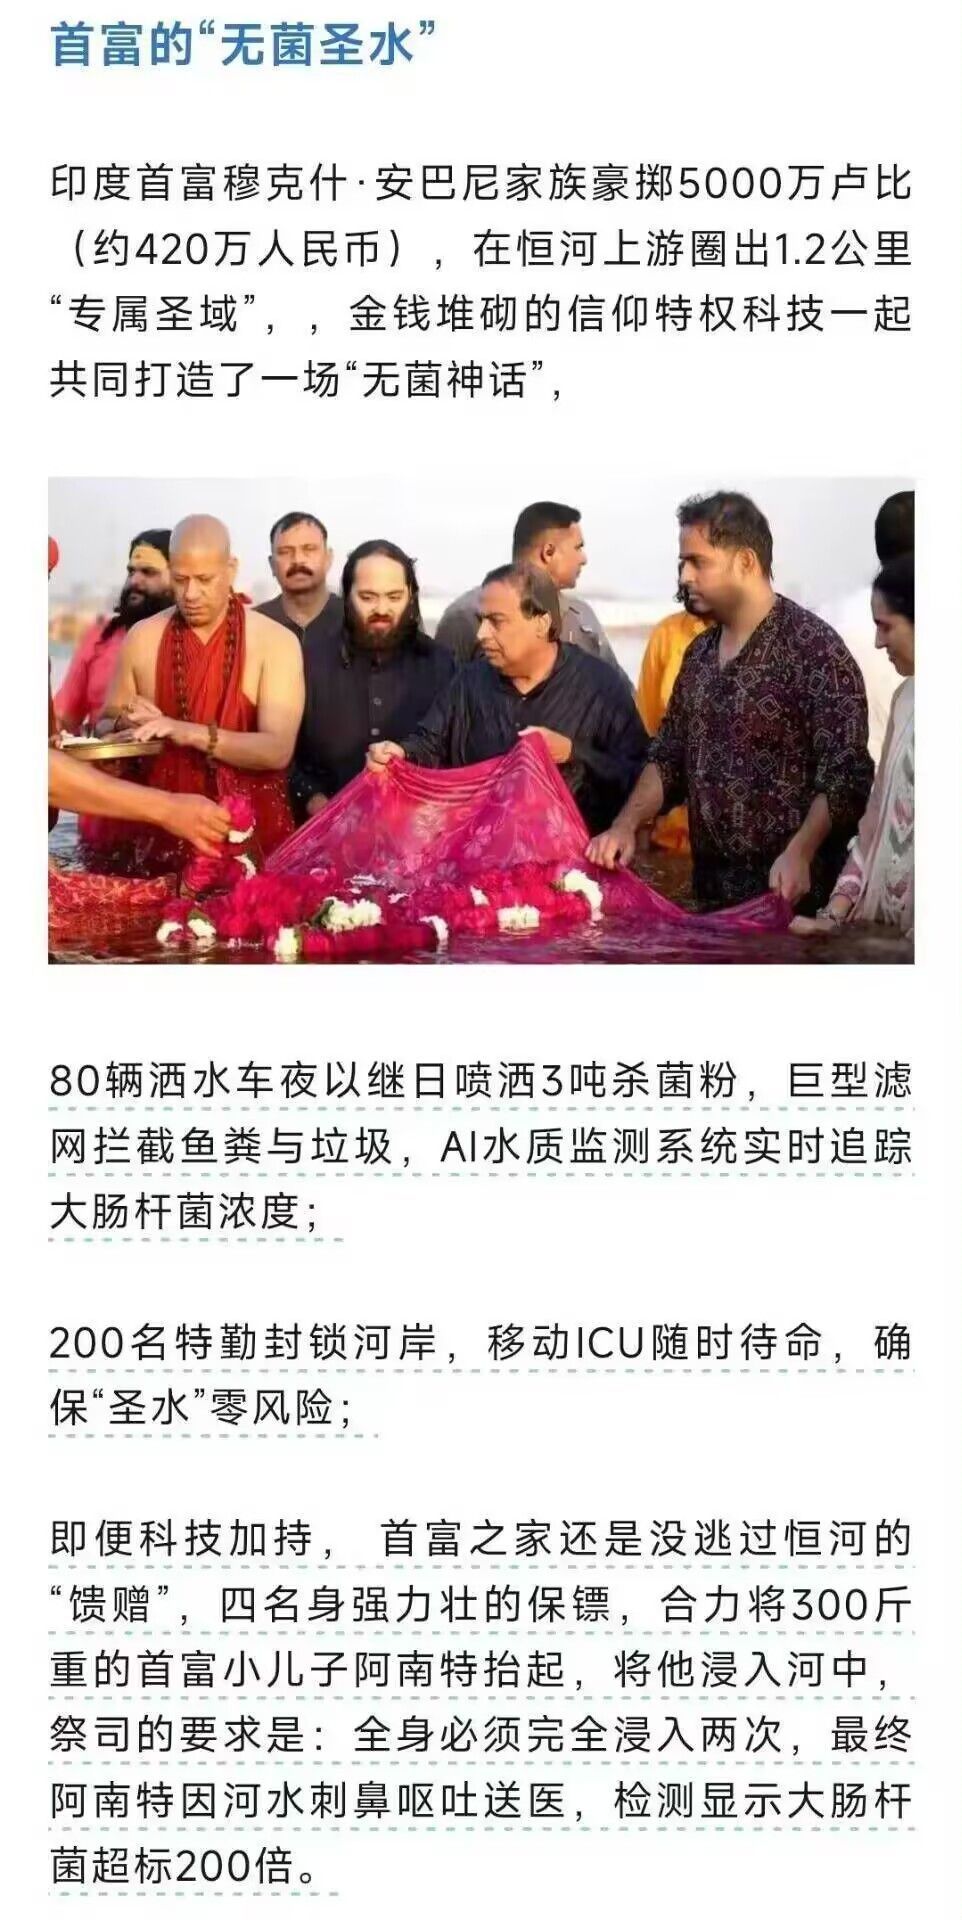 首富的“无菌圣水”
印度首富穆克什·安巴尼家族豪掷5000万卢比
（约420万人民币），在恒河上游圈出1.2公里
“专属圣域”，，金钱堆砌的信仰特权科技一起
共同打造了一场“无菌神话”，
80辆洒水车夜以继日喷洒3吨杀菌粉，巨型滤
网拦截鱼粪与垃圾，AI水质监测系统实时追踪
大肠杆菌浓度；
200名特勤封锁河岸，移动ICU随时待命，确
保“圣水”零风险；
即便科技加持， 首富之家还是没逃过恒河的
“馈赠”，四名身强力壮的保镖，合力将300斤
重的首富小儿子阿南特抬起，将他浸入河中，
祭司的要求是：全身必须完全浸入两次，最终
阿南特因河水刺鼻呕吐送医，检测显示大肠杆
菌超标200倍。